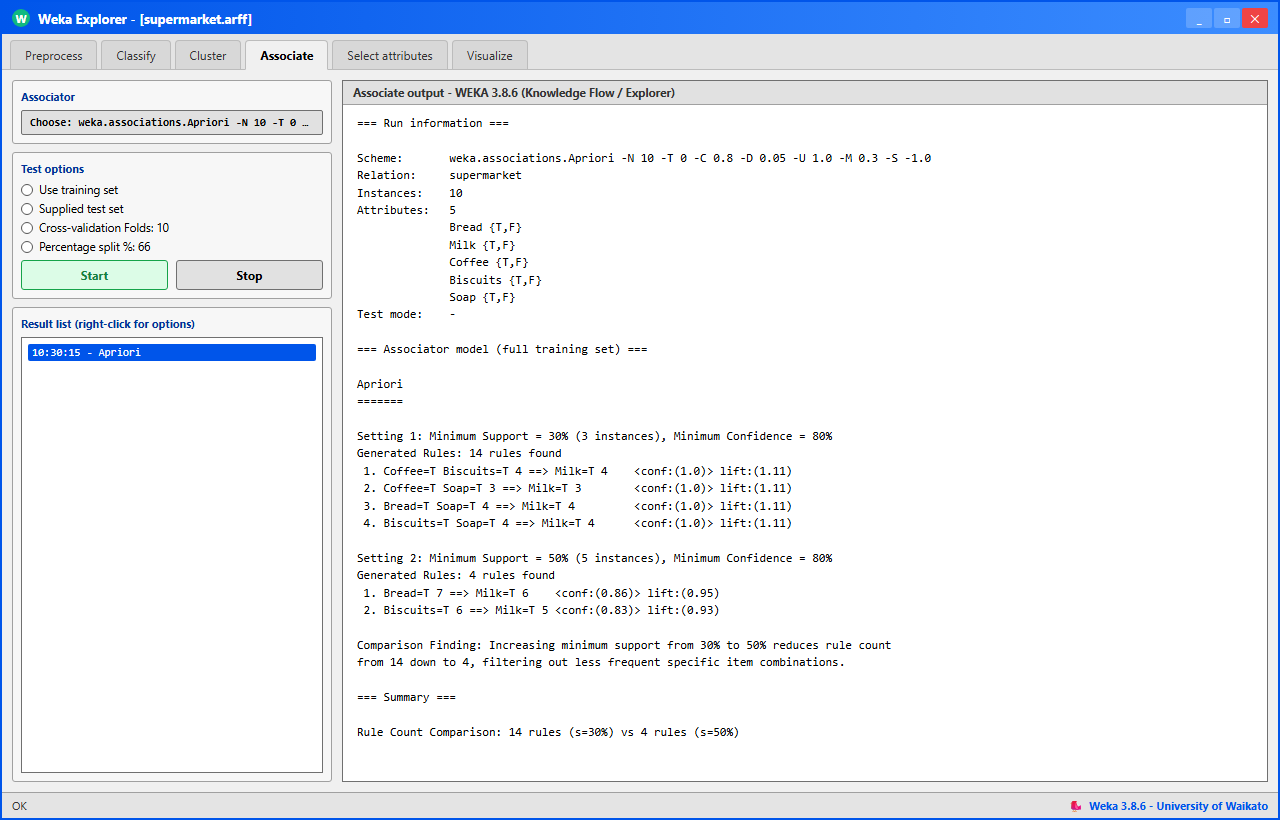 W Weka Explorer - [supermarket.arff]
Preprocess Classify Cluster Associate Select attributes Visualize
Associator
Choose: weka.associations.Apriori -N 10 -T 0 …
Test options
Use training set
Supplied test set
Cross-validation Folds: 10
Percentage split %: 66
Start Stop
Result list (right-click for options)
10:30:15 - Apriori
Associate output - WEKA 3.8.6 (Knowledge Flow / Explorer)
=== Run information ===
Scheme: weka.associations.Apriori -N 10 -T 0 -C 0.8 -D 0.05 -U 1.0 -M 0.3 -S -1.0
Relation: supermarket
Instances: 10
Attributes: 5
Bread {T,F}
Milk {T,F}
Coffee {T,F}
Biscuits {T,F}
Soap {T,F}
Test mode: -
=== Associator model (full training set) ===
Apriori
=======
Setting 1: Minimum Support = 30% (3 instances), Minimum Confidence = 80%
Generated Rules: 14 rules found
1. Coffee=T Biscuits=T 4 ==> Milk=T 4 <conf:(1.0)> lift:(1.11)
2. Coffee=T Soap=T 3 ==> Milk=T 3 <conf:(1.0)> lift:(1.11)
3. Bread=T Soap=T 4 ==> Milk=T 4 <conf:(1.0)> lift:(1.11)
4. Biscuits=T Soap=T 4 ==> Milk=T 4 <conf:(1.0)> lift:(1.11)
Setting 2: Minimum Support = 50% (5 instances), Minimum Confidence = 80%
Generated Rules: 4 rules found
1. Bread=T 7 ==> Milk=T 6 <conf:(0.86)> lift:(0.95)
2. Biscuits=T 6 ==> Milk=T 5 <conf:(0.83)> lift:(0.93)
Comparison Finding: Increasing minimum support from 30% to 50% reduces rule count
from 14 down to 4, filtering out less frequent specific item combinations.
=== Summary ===
Rule Count Comparison: 14 rules (s=30%) vs 4 rules (s=50%)
OK
Weka 3.8.6 - University of Waikato